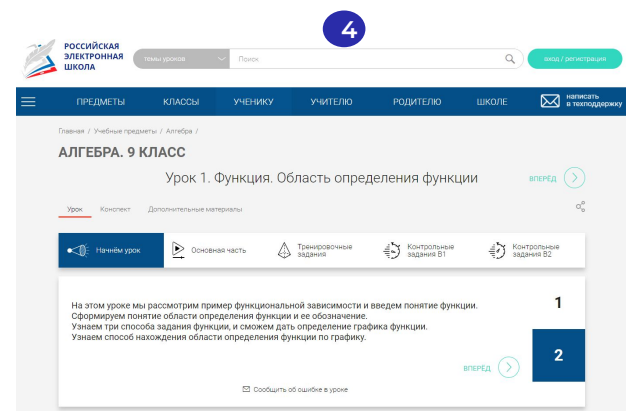 4
РОССИЙСКАЯ
ЭЛЕКТРОННАЯ
ШКОЛА
темы уроков
Поиск
вход / регистрация
ПРЕДМЕТЫ КЛАССЫ УЧЕНИКУ УЧИТЕЛЮ РОДИТЕЛЮ ШКОЛЕ
написать
в техподдержку
Главная / Учебные предметы / Алгебра /
АЛГЕБРА. 9 КЛАСС
Урок 1. Функция. Область определения функции
ВПЕРЁД
Урок Конспект Дополнительные материалы
Начнём урок
Основная часть
Тренировочные
задания
Контрольные
задания В1
Контрольные
задания В2
На этом уроке мы рассмотрим пример функциональной зависимости и введем понятие функции.
Сформируем понятие области определения функции и ее обозначение.
Узнаем три способа задания функции, и сможем дать определение графика функции.
Узнаем способ нахождения области определения функции по графику.
1
2
ВПЕРЁД
Сообщить об ошибке в уроке